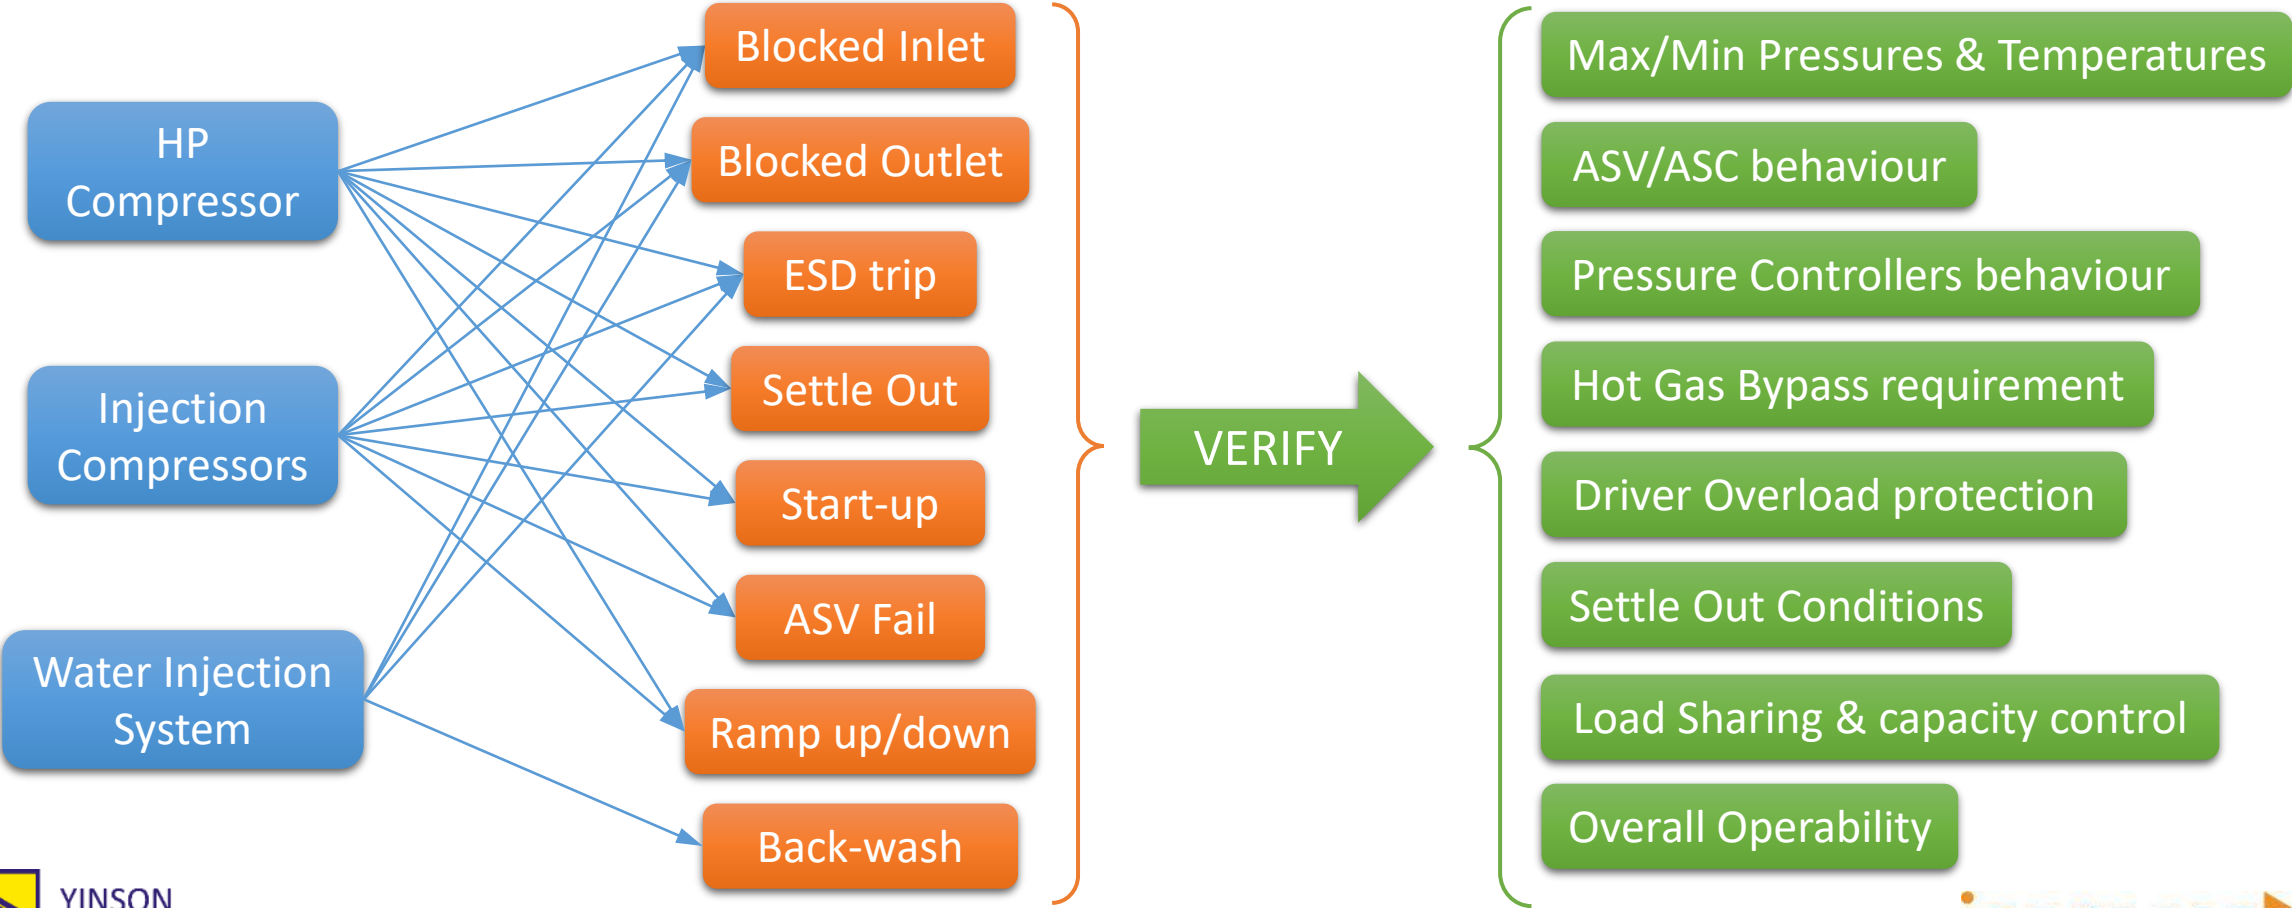 HP
Compressor
Injection
Compressors
Water Injection
System
Blocked Inlet
Blocked Outlet
ESD trip
Settle Out
Start-up
ASV Fail
Ramp up/down
Back-wash
VERIFY
Max/Min Pressures & Temperatures
ASV/ASC behaviour
Pressure Controllers behaviour
Hot Gas Bypass requirement
Driver Overload protection
Settle Out Conditions
Load Sharing & capacity control
Overall Operability
YINSON